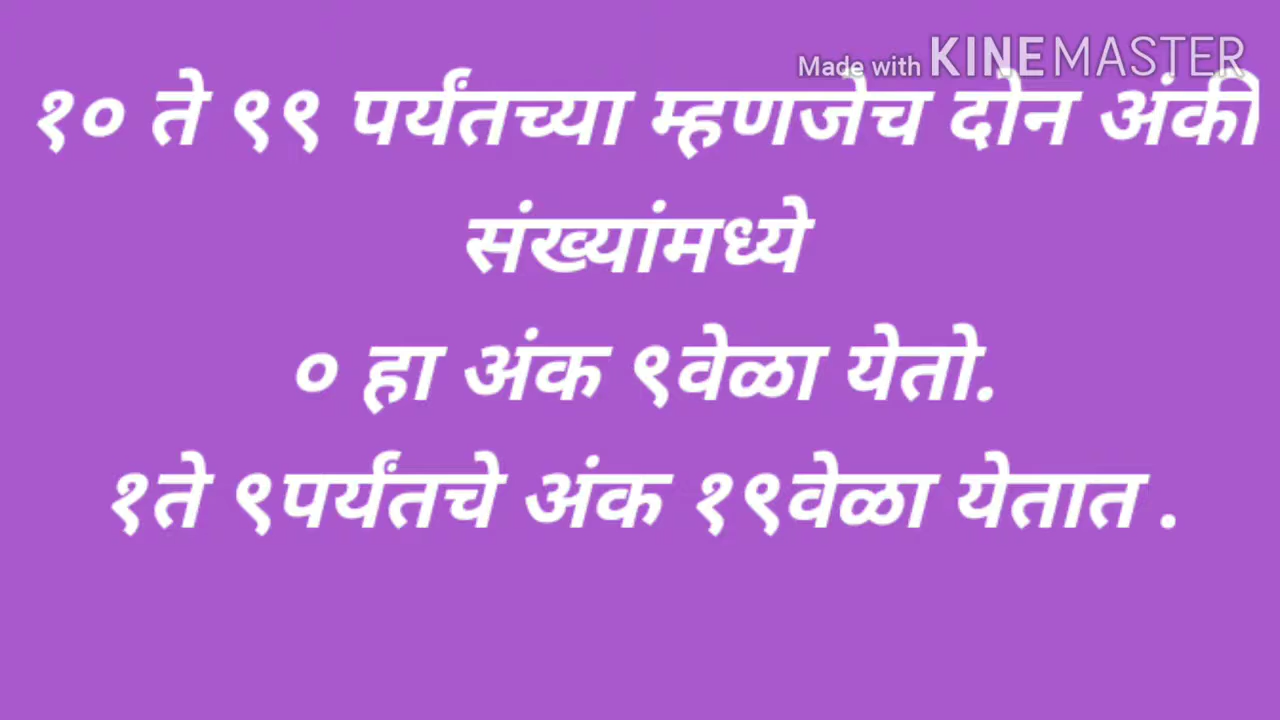 Made with KINEMASTER
१० ते ९९ पर्यंतच्या म्हणजेच दोन अंकी
संख्यांमध्ये
० हा अंक ९वेळा येतो.
१ते ९पर्यंतचे अंक १९वेळा येतात .